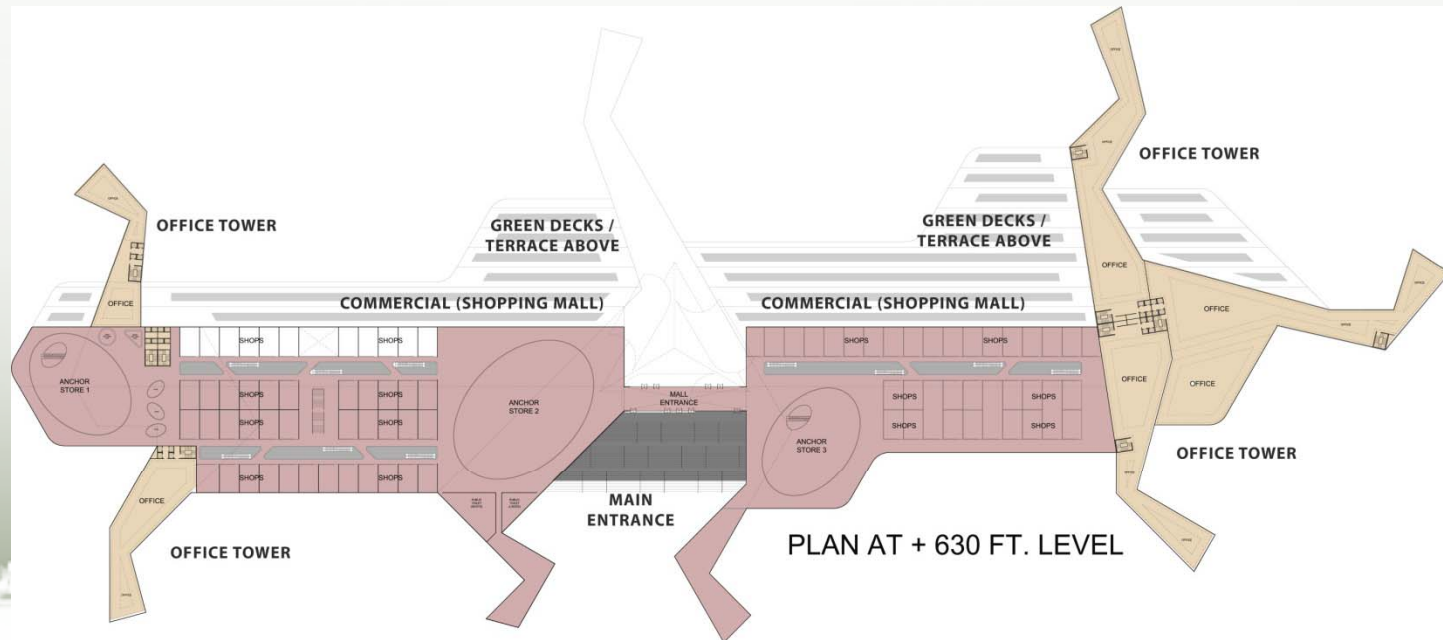 OFFICE TOWER
OFFICE TOWER
GREEN DECKS /
TERRACE ABOVE
GREEN DECKS /
TERRACE ABOVE
COMMERCIAL (SHOPPING MALL)
COMMERCIAL (SHOPPING MALL)
OFFICE
OFFICE
OFFICE
OFFICE
OFFICE
SHOPS
SHOPS
SHOPS
SHOPS
ANCHOR
STORE 1
SHOPS
SHOPS
SHOPS
SHOPS
ANCHOR
STORE 2
MALL
ENTRANCE
SHOPS
SHOPS
SHOPS
SHOPS
ANCHOR
STORE 3
SHOPS
SHOPS
OFFICE
OFFICE TOWER
MAIN
ENTRANCE
OFFICE TOWER
PLAN AT + 630 FT. LEVEL